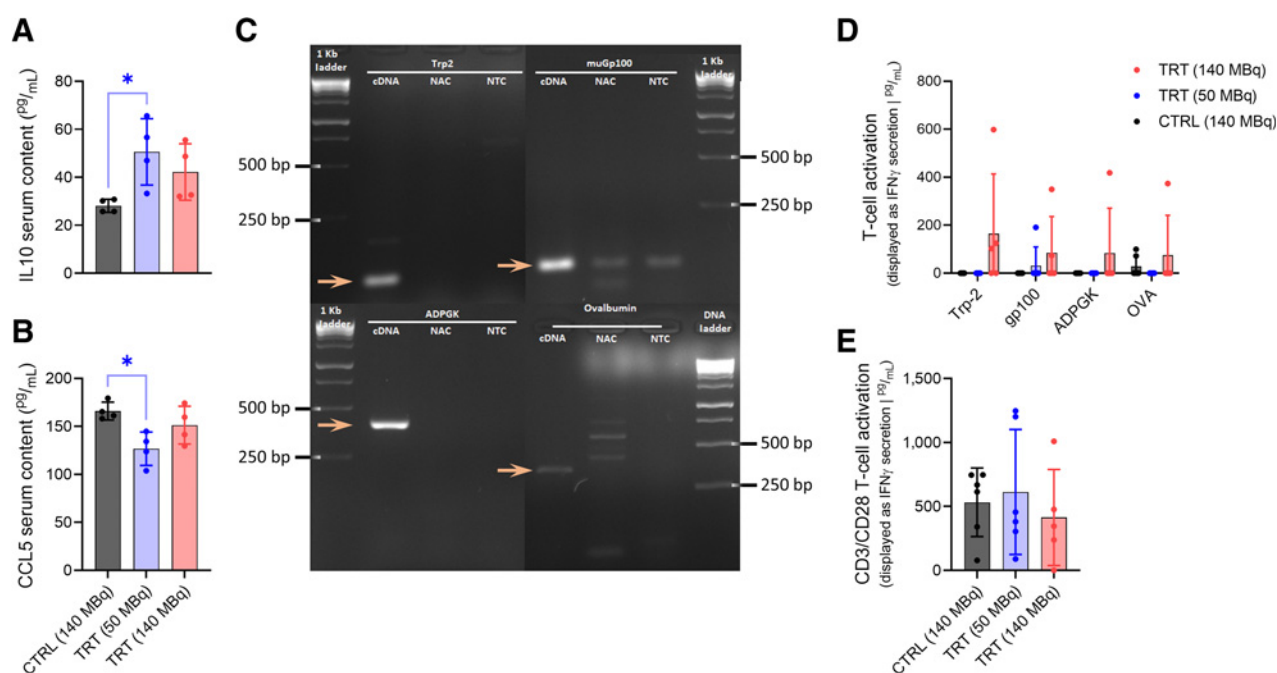 A
IL10 serum content (pg/mL)
80
60
40
20
0
*
B
CCL5 serum content (pg/mL)
200
150
100
50
0
*
CTRL (140 MBq)
TRT (50 MBq)
TRT (140 MBq)
C
1 Kb
ladder
Trp2
cDNA NAC NTC
muGp100
cDNA NAC NTC
1 Kb
ladder
500 bp
250 bp
500 bp
250 bp
1 Kb
ladder
ADPGK
cDNA NAC NTC
Ovalbumin
cDNA NAC NTC
DNA
ladder
500 bp
250 bp
500 bp
250 bp
D
T-cell activation
(displayed as IFNγ secretion | pg/mL)
800
600
400
200
0
Trp-2
gp100
ADPGK
OVA
TRT (140 MBq)
TRT (50 MBq)
CTRL (140 MBq)
E
CD3/CD28 T-cell activation
(displayed as IFNγ secretion | pg/mL)
1,500
1,000
500
0
CTRL (140 MBq)
TRT (50 MBq)
TRT (140 MBq)